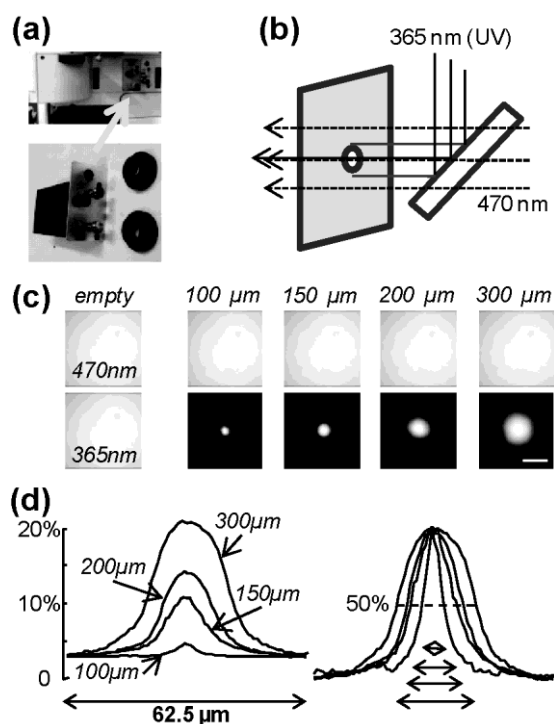 (a)
(b)
365 nm (UV)
470 nm
(c)
empty
100 µm
150 µm
200 µm
300 µm
470nm
365nm
(d)
20%
10%
0
300µm
200µm
150µm
100µm
50%
62.5 µm